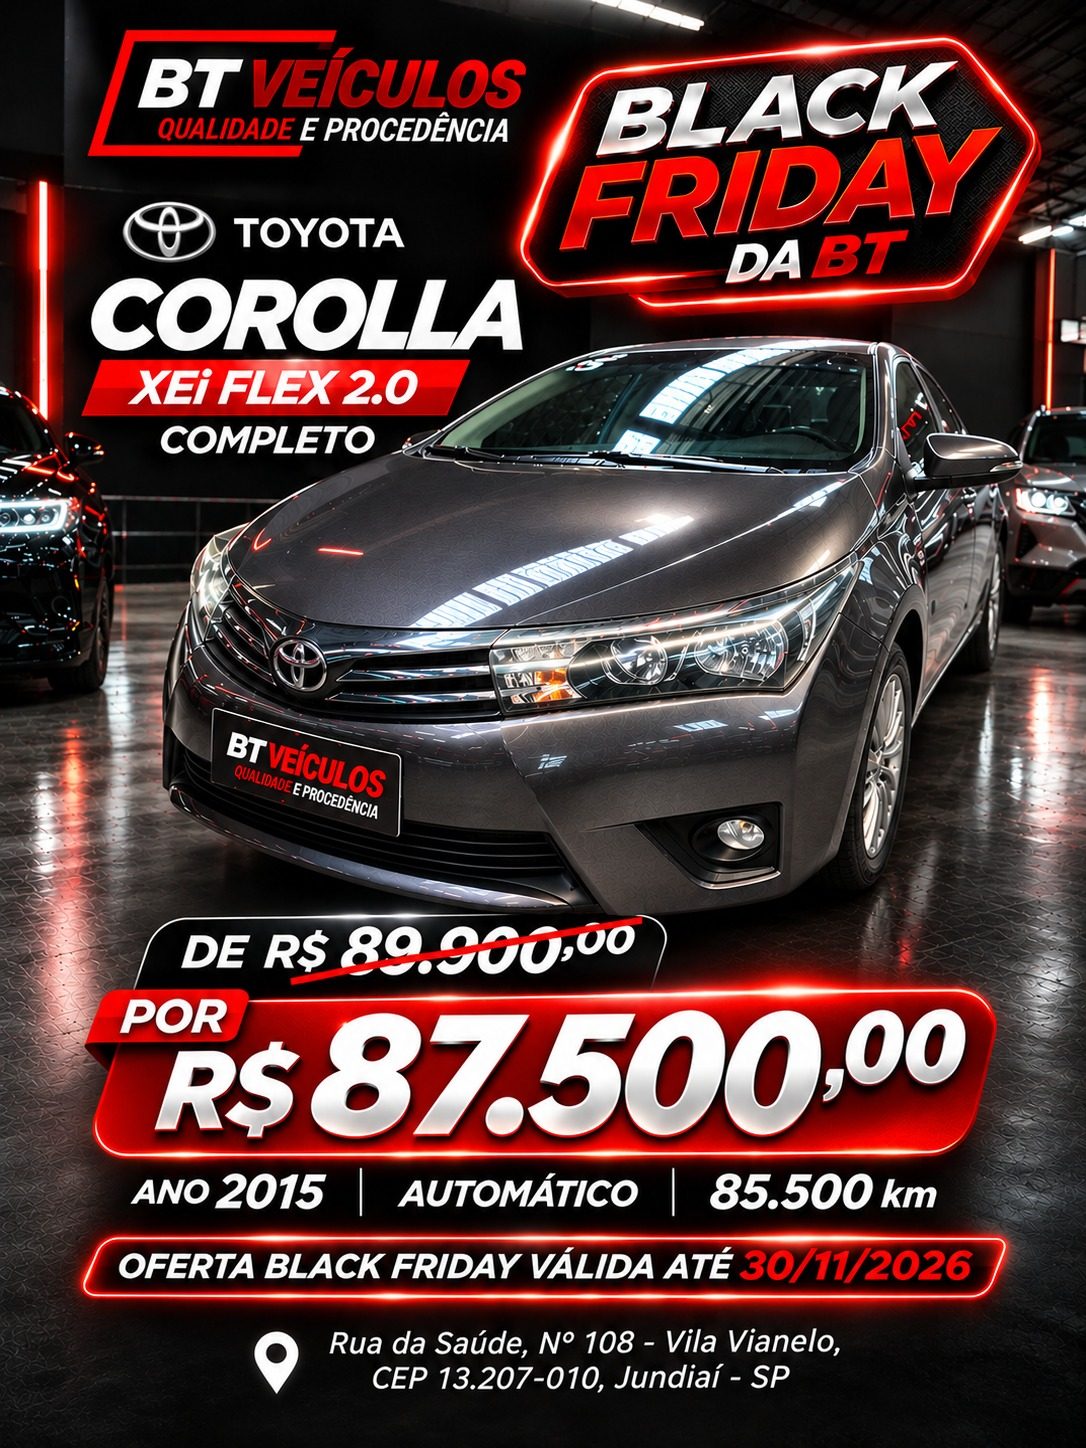 BT VEÍCULOS
QUALIDADE E PROCEDÊNCIA
BLACK
FRIDAY
DA BT
TOYOTA
COROLLA
XEi FLEX 2.0
COMPLETO
BT VEÍCULOS
QUALIDADE E PROCEDÊNCIA
DE R$ 89.900,00
POR
R$ 87.500,00
ANO 2015 | AUTOMÁTICO | 85.500 km
OFERTA BLACK FRIDAY VÁLIDA ATÉ 30/11/2026
Rua da Saúde, Nº 108 - Vila Vianelo,
CEP 13.207-010, Jundiaí - SP